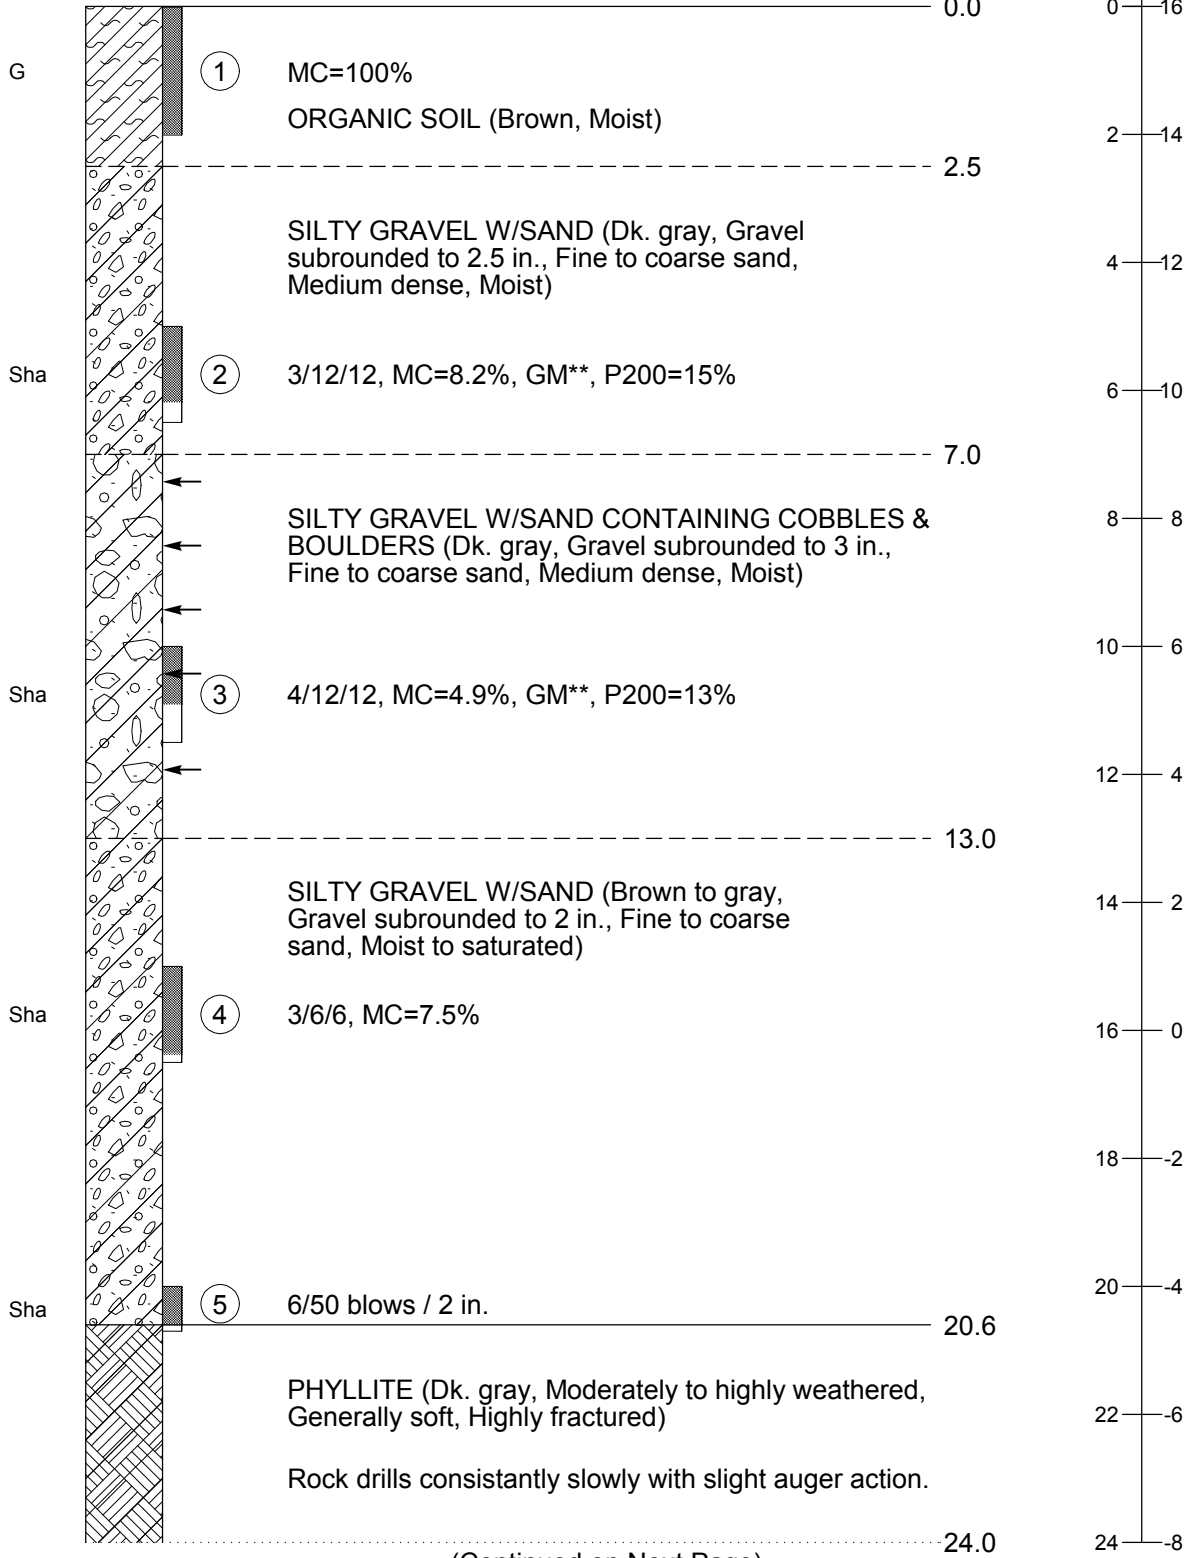 0.0 0 16
G 1 MC=100%
ORGANIC SOIL (Brown, Moist)
2 14
2.5
SILTY GRAVEL W/SAND (Dk. gray, Gravel
subrounded to 2.5 in., Fine to coarse sand,
Medium dense, Moist)
4 12
Sha 2 3/12/12, MC=8.2%, GM**, P200=15%
6 10
7.0
SILTY GRAVEL W/SAND CONTAINING COBBLES &
BOULDERS (Dk. gray, Gravel subrounded to 3 in.,
Fine to coarse sand, Medium dense, Moist)
8 8
10 6
Sha 3 4/12/12, MC=4.9%, GM**, P200=13%
12 4
13.0
SILTY GRAVEL W/SAND (Brown to gray,
Gravel subrounded to 2 in., Fine to coarse
sand, Moist to saturated)
14 2
Sha 4 3/6/6, MC=7.5%
16 0
18 -2
20 -4
Sha 5 6/50 blows / 2 in.
20.6
PHYLLITE (Dk. gray, Moderately to highly weathered,
Generally soft, Highly fractured)
22 -6
Rock drills consistantly slowly with slight auger action.
24.0 24 -8
(Continued on Next Page)